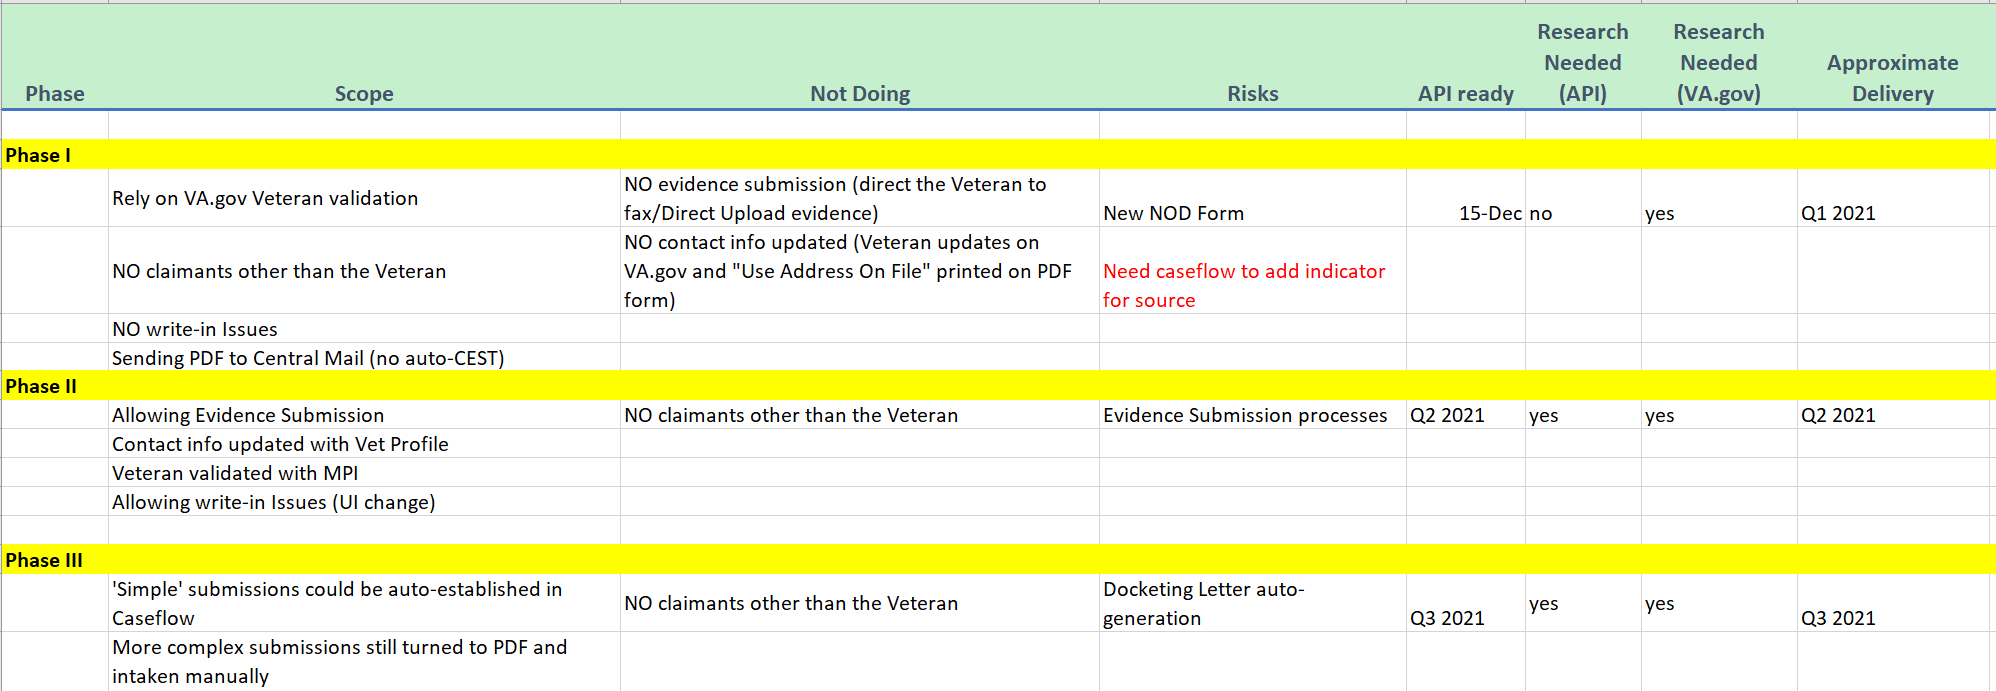 Phase
Scope
Not Doing
Risks
API ready
Research
Needed
(API)
Research
Needed
(VA.gov)
Approximate
Delivery
Phase I
Rely on VA.gov Veteran validation
NO evidence submission (direct the Veteran to
fax/Direct Upload evidence)
New NOD Form
15-Dec
no
yes
Q1 2021
NO claimants other than the Veteran
NO contact info updated (Veteran updates on
VA.gov and "Use Address On File" printed on PDF
form)
Need caseflow to add indicator
for source
NO write-in Issues
Sending PDF to Central Mail (no auto-CEST)
Phase II
Allowing Evidence Submission
NO claimants other than the Veteran
Evidence Submission processes
Q2 2021
yes
yes
Q2 2021
Contact info updated with Vet Profile
Veteran validated with MPI
Allowing write-in Issues (UI change)
Phase III
'Simple' submissions could be auto-established in
Caseflow
NO claimants other than the Veteran
Docketing Letter auto-
generation
Q3 2021
yes
yes
Q3 2021
More complex submissions still turned to PDF and
intaken manually